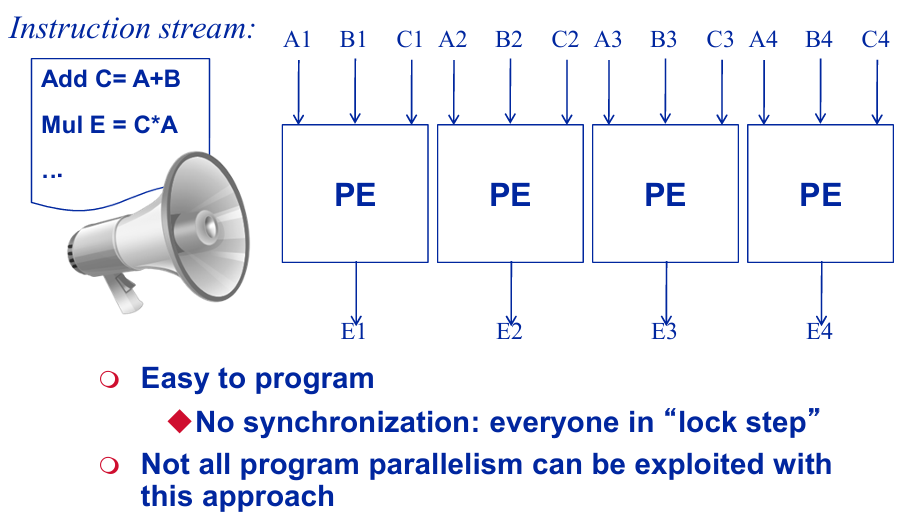 Instruction stream:
Add C= A+B
Mul E = C*A
…
A1 B1 C1 A2 B2 C2 A3 B3 C3 A4 B4 C4
PE PE PE PE
E1 E2 E3 E4
Easy to program
No synchronization: everyone in “lock step”
Not all program parallelism can be exploited with
this approach